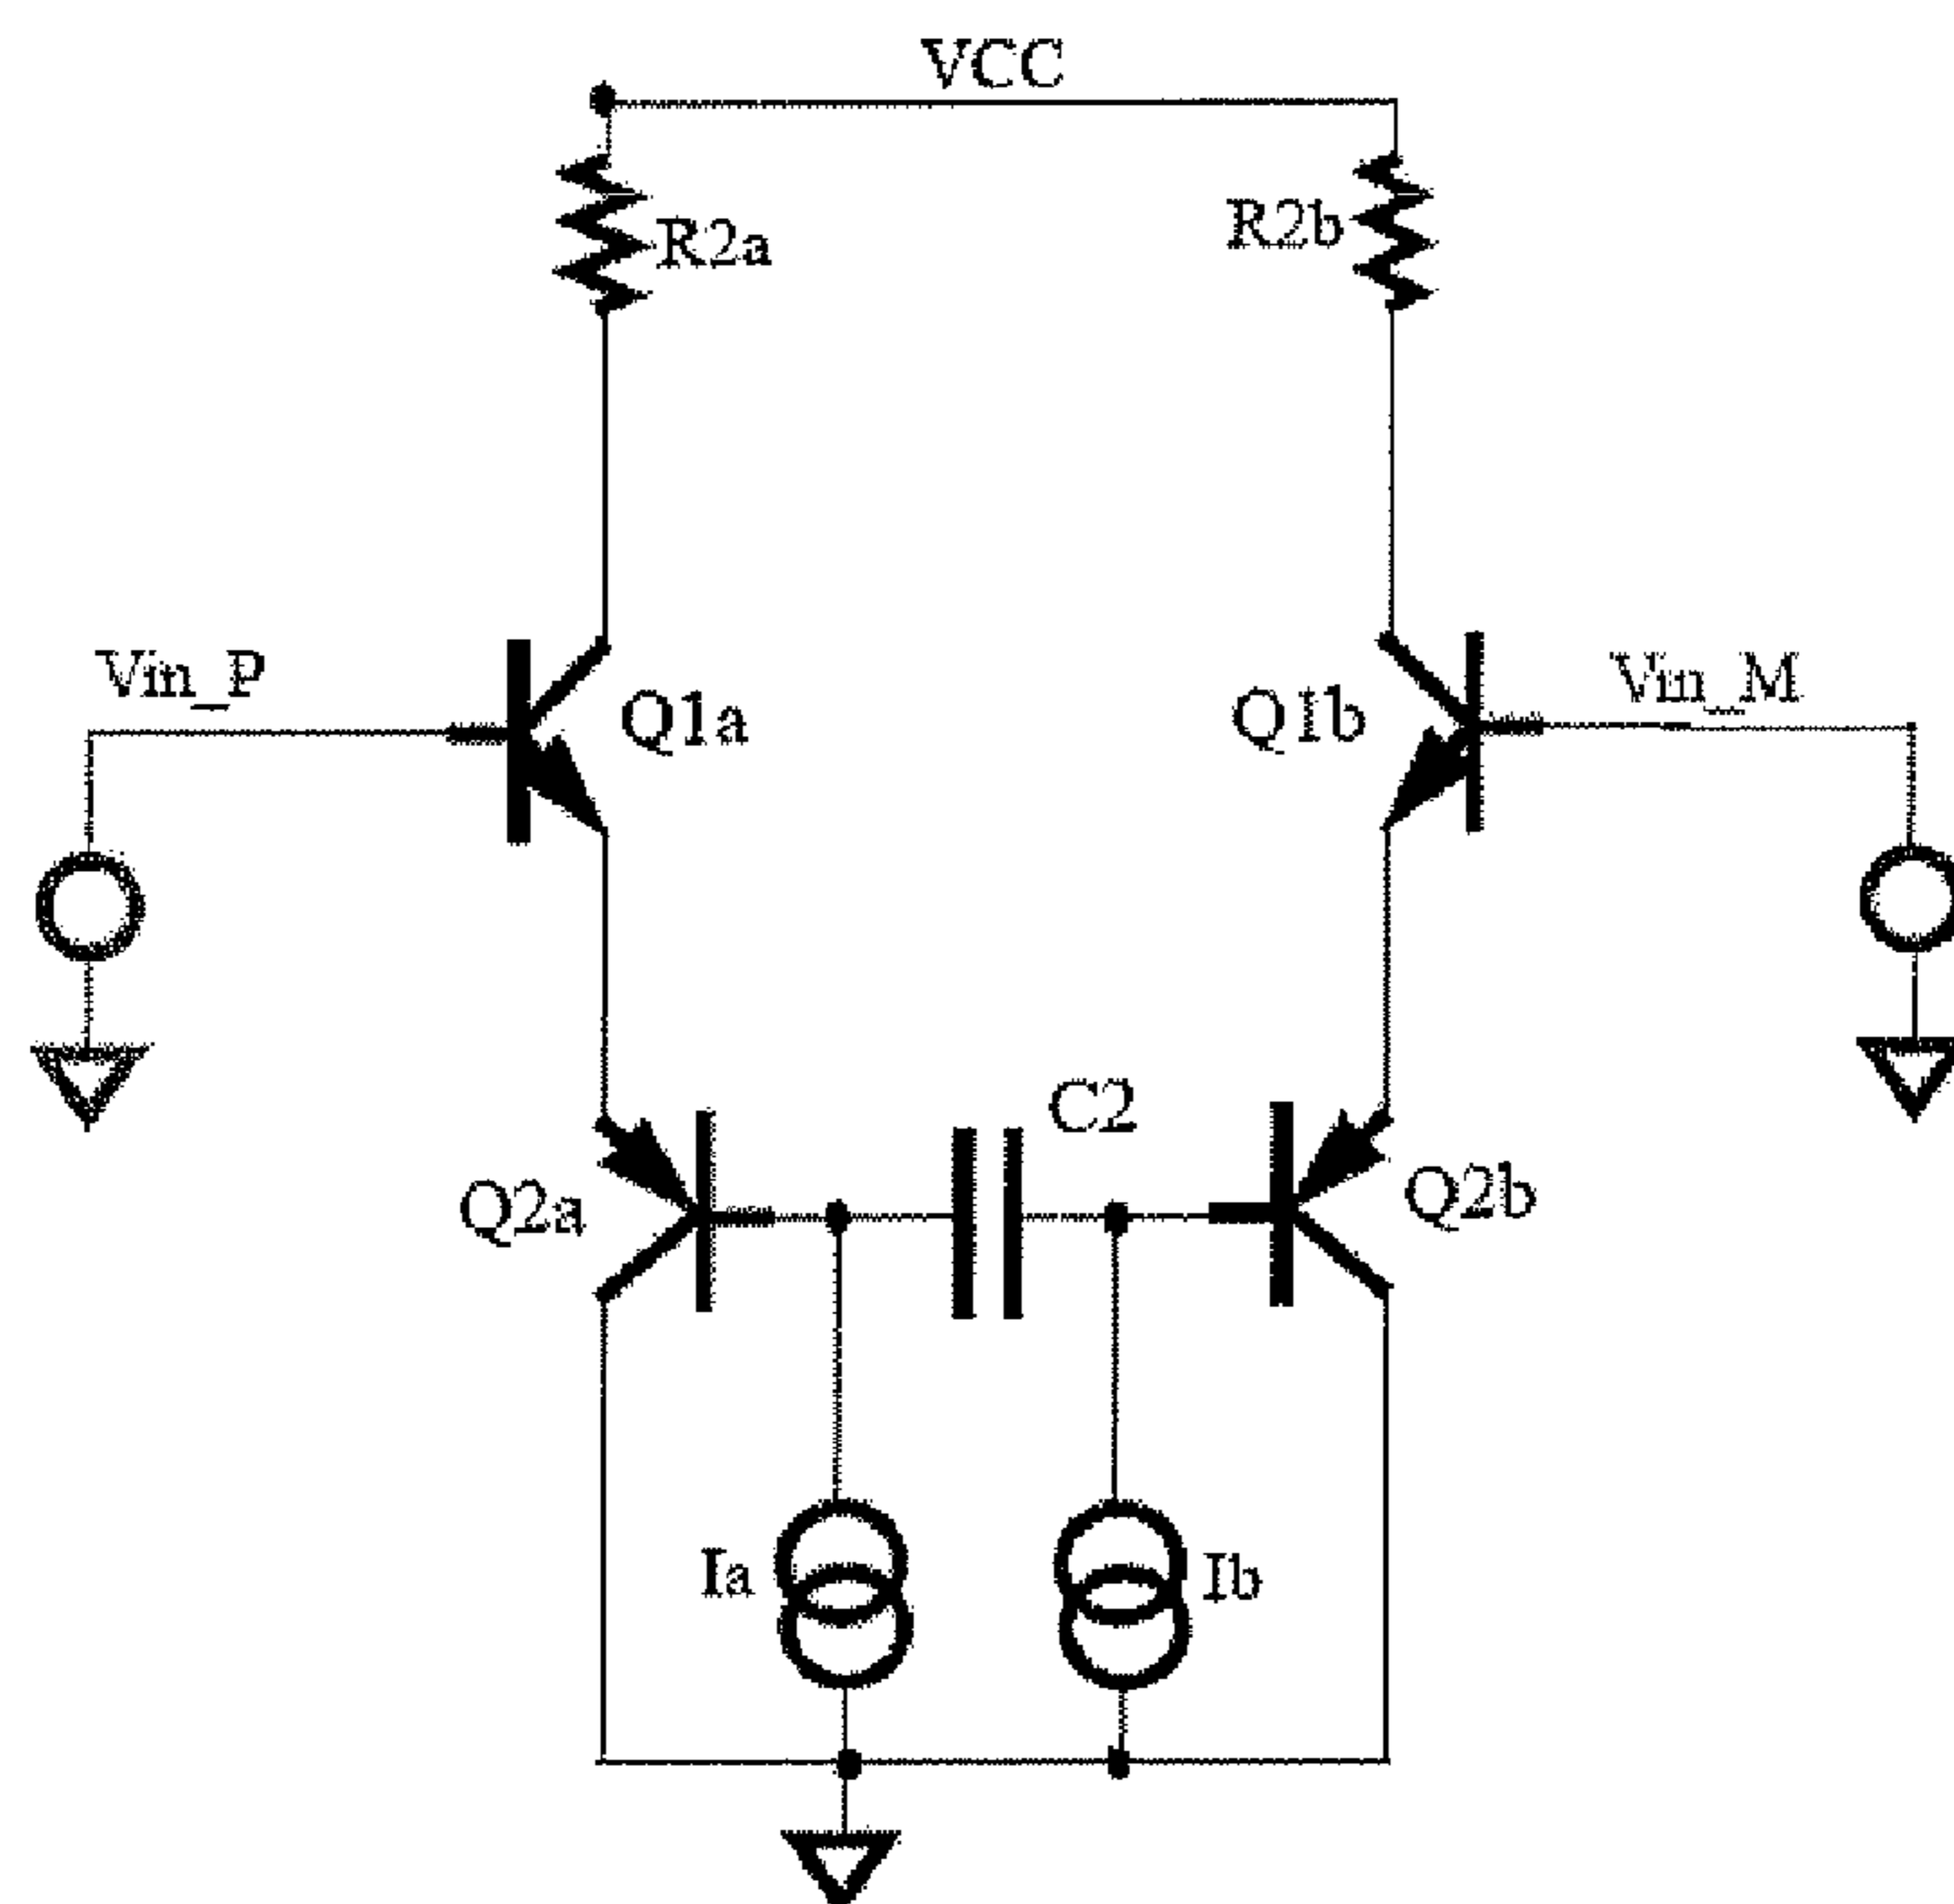 VCC
R2a
R2b
Vin_P
Q1a
Q1b
Vin_M
C2
Q2a
Q2b
Ia
Ib